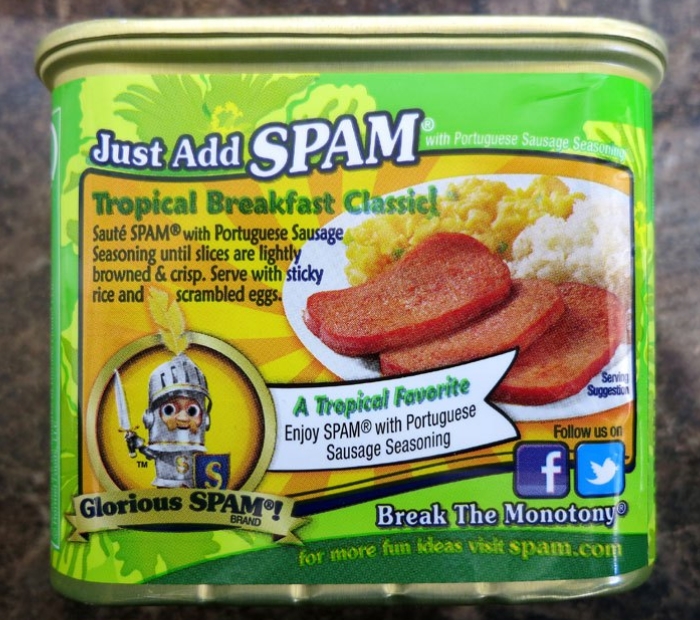 Just Add SPAM®
with Portuguese Sausage Seasoning
Tropical Breakfast Classic!
Sauté SPAM® with Portuguese Sausage
Seasoning until slices are lightly
browned & crisp. Serve with sticky
rice and scrambled eggs.
Serving
Suggestion
A Tropical Favorite
Enjoy SPAM® with Portuguese
Sausage Seasoning
Follow us on
f
TM
$
S
Glorious SPAM®!
BRAND
Break The Monotony®
for more fun ideas visit spam.com